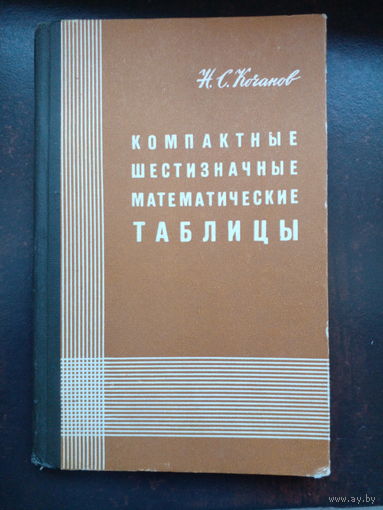 Н. С. Кочанов
КОМПАКТНЫЕ
ШЕСТИЗНАЧНЫЕ
МАТЕМАТИЧЕСКИЕ
ТАБЛИЦЫ
www.ay.by